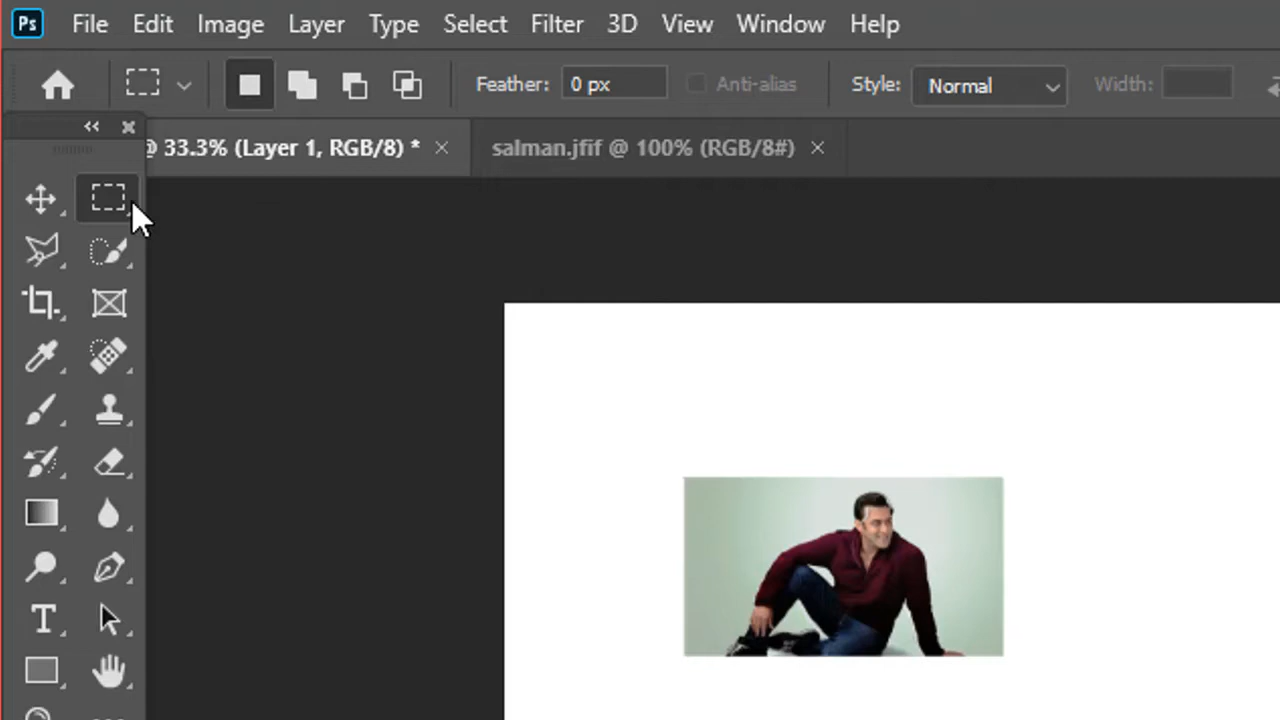 Ps File Edit Image Layer Type Select Filter 3D View Window Help
Feather: 0 px Anti-alias Style: Normal Width:
@ 33.3% (Layer 1, RGB/8) * salman.jfif @ 100% (RGB/8#)